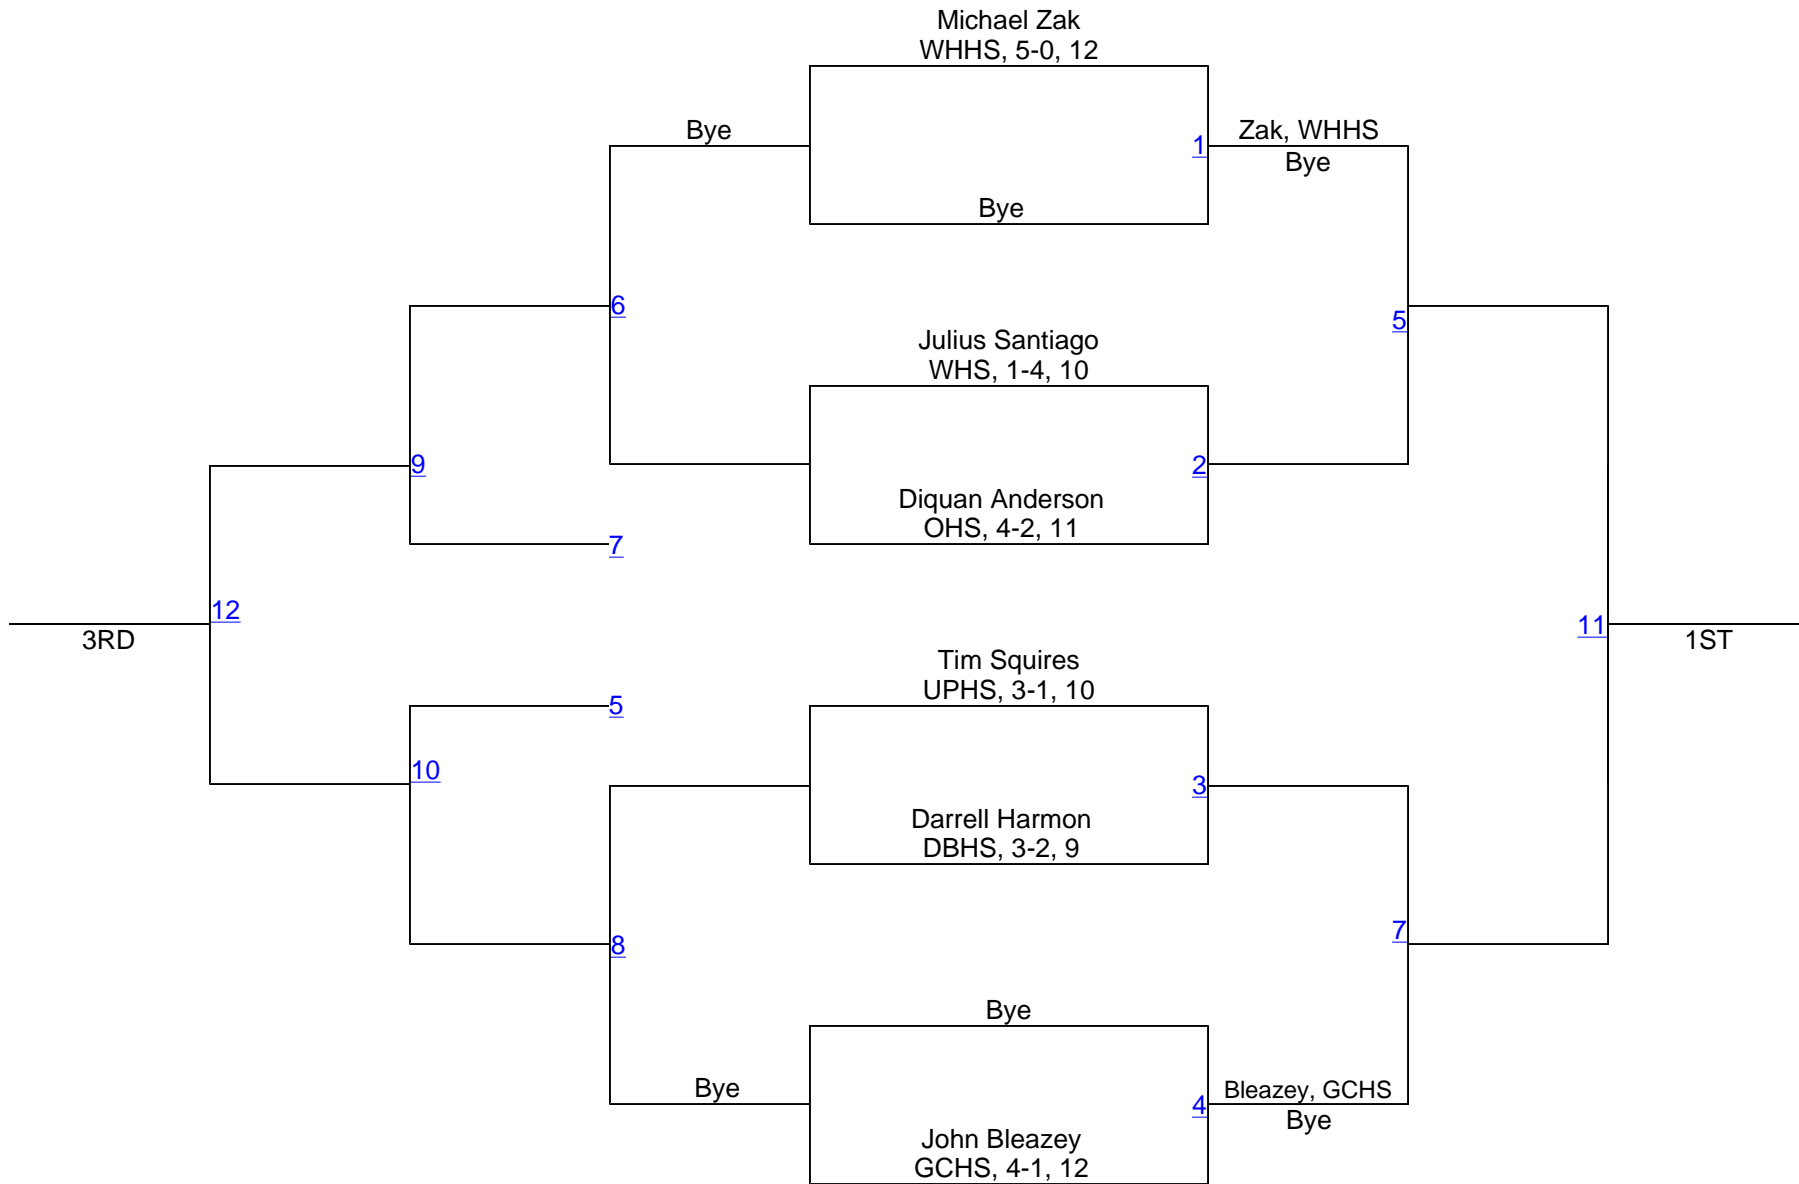 Michael Zak
WHHS, 5-0, 12
Bye
1
Zak, WHHS
Bye
Bye
6
5
Julius Santiago
WHS, 1-4, 10
9
2
Diquan Anderson
OHS, 4-2, 11
7
12
3RD
11
1ST
Tim Squires
UPHS, 3-1, 10
5
10
3
Darrell Harmon
DBHS, 3-2, 9
8
7
Bye
Bye
4
Bleazey, GCHS
Bye
John Bleazey
GCHS, 4-1, 12